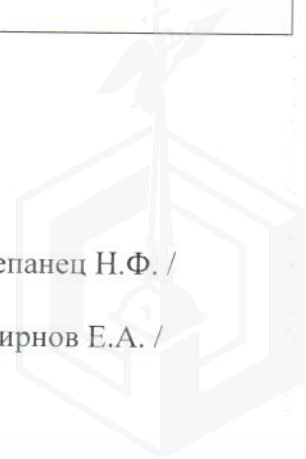 епанец Н.Ф. /
ирнов Е.А. /